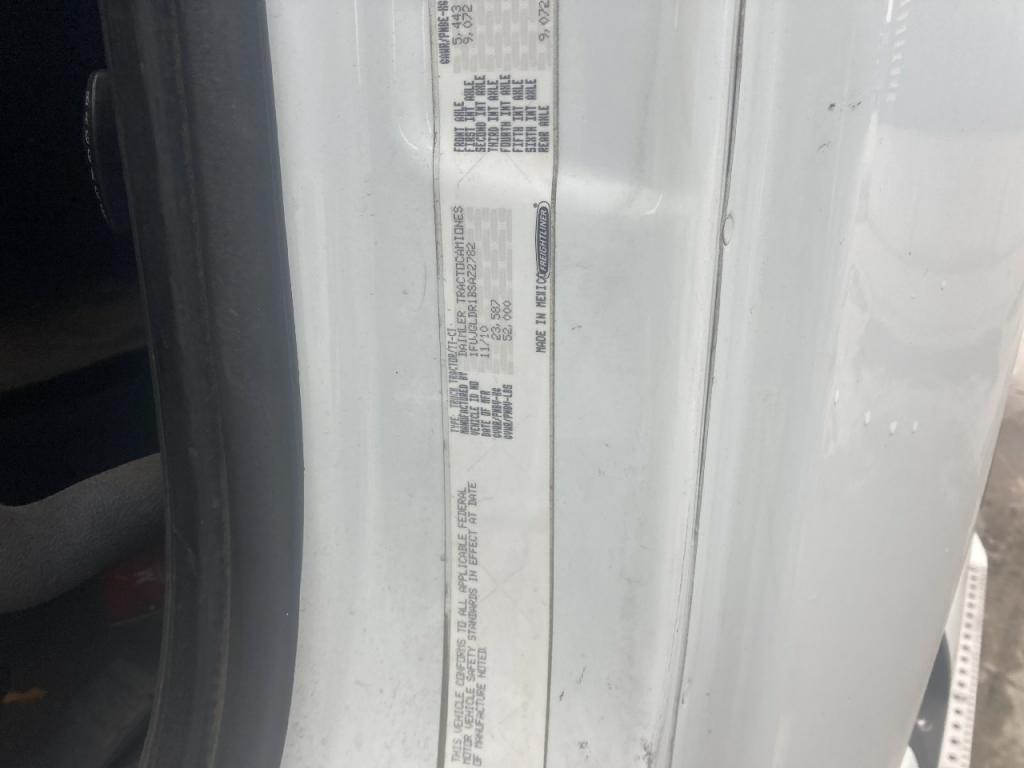 THIS VEHICLE CONFORMS TO ALL APPLICABLE FEDERAL
MOTOR VEHICLE SAFETY STANDARDS IN EFFECT AT DATE
OF MANUFACTURE NOTED.
TYPE TRUCK TRACTOR/TT-CT
MANUFACTURED BY DAIMLER TRACTOCAMIONES
VEHICLE ID NO 1FUJGLDR1BSAZ2782
DATE OF MFR 11/10
GVWR/PNBV-KG 23,587
GVWR/PNBV-LBS 52,000
MADE IN MEXICO FREIGHTLINER
GAWR/PNBE-KG
FRONT AXLE 5,443
FIRST INT AXLE 9,072
SECOND INT AXLE
THIRD INT AXLE
FOURTH INT AXLE
FIFTH INT AXLE
SIXTH INT AXLE
REAR AXLE 9,072